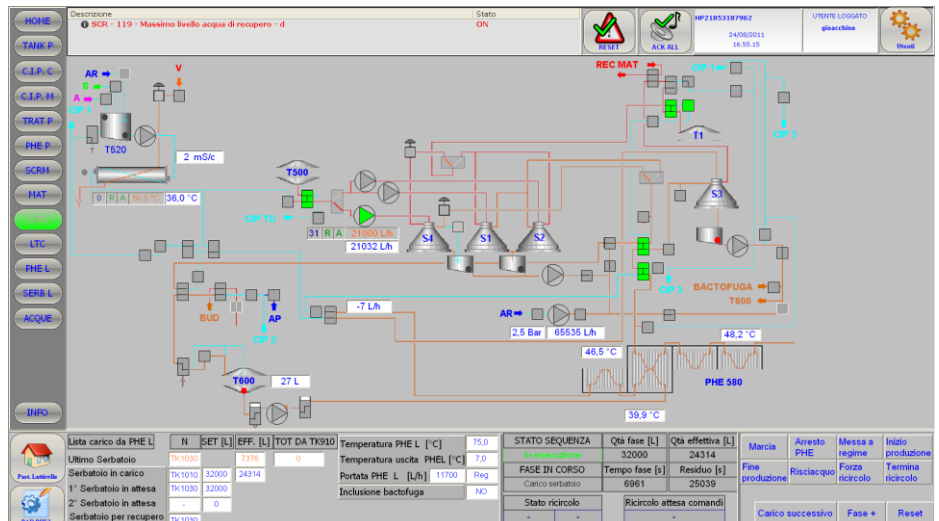 Descrizione Stato
SCR - 119 - Massimo livello acqua di recupero - d ON
RESET
ACK ALL
HP21853187962
24/08/2011
16.55.15
UTENTE LOGGATO
gioacchino
Utenti
HOME
TANK P
C.I.P. C
C.I.P. M
TRAT P
PHE P
SCRM
MAT
LTC
PHE L
SERB L
ACQUE
INFO
AR
S
A
CIP 1
V
T520
2 mS/c
0 R A 50,0 °C 36,0 °C
T500
CIP TU
31 R A 21000 L/h
21032 L/h
REC MAT
CIP 1
T1
CIP 3
S4
S1
S2
S3
BUD
AP
CIP 2
-7 L/h
AR
2,5 Bar 65535 L/h
CIP 2
BACTOFUGA
T600
T600
27 L
46,5 °C
48,2 °C
PHE 580
39,9 °C
Lista carico da PHE L N SET [L] EFF. [L] TOT DA TK910
Ultimo Serbatoio TK1030 7376 0
Serbatoio in carico TK1010 32000 24314
1° Serbatoio in attesa TK1030 32000
2° Serbatoio in attesa - 0
Serbatoio per recupero TK1030
Temperatura PHE L [°C] 75,0
Temperatura uscita PHEL [°C] 7,0
Portata PHE L [L/h] 11700 Reg
Inclusione bactofuga NO
STATO SEQUENZA Qtà fase [L] Qtà effettiva [L]
In esecuzione 32000 24314
FASE IN CORSO Tempo fase [s] Residuo [s]
Carico serbatoio 6961 25039
Stato ricircolo Ricircolo attesa comandi
- - -
Marcia
Arresto PHE
Messa a regime
Inizio produzione
Fine produzione
Risciacquo
Forza ricircolo
Termina ricircolo
Carico successivo
Fase +
Reset
Past. Lattirello